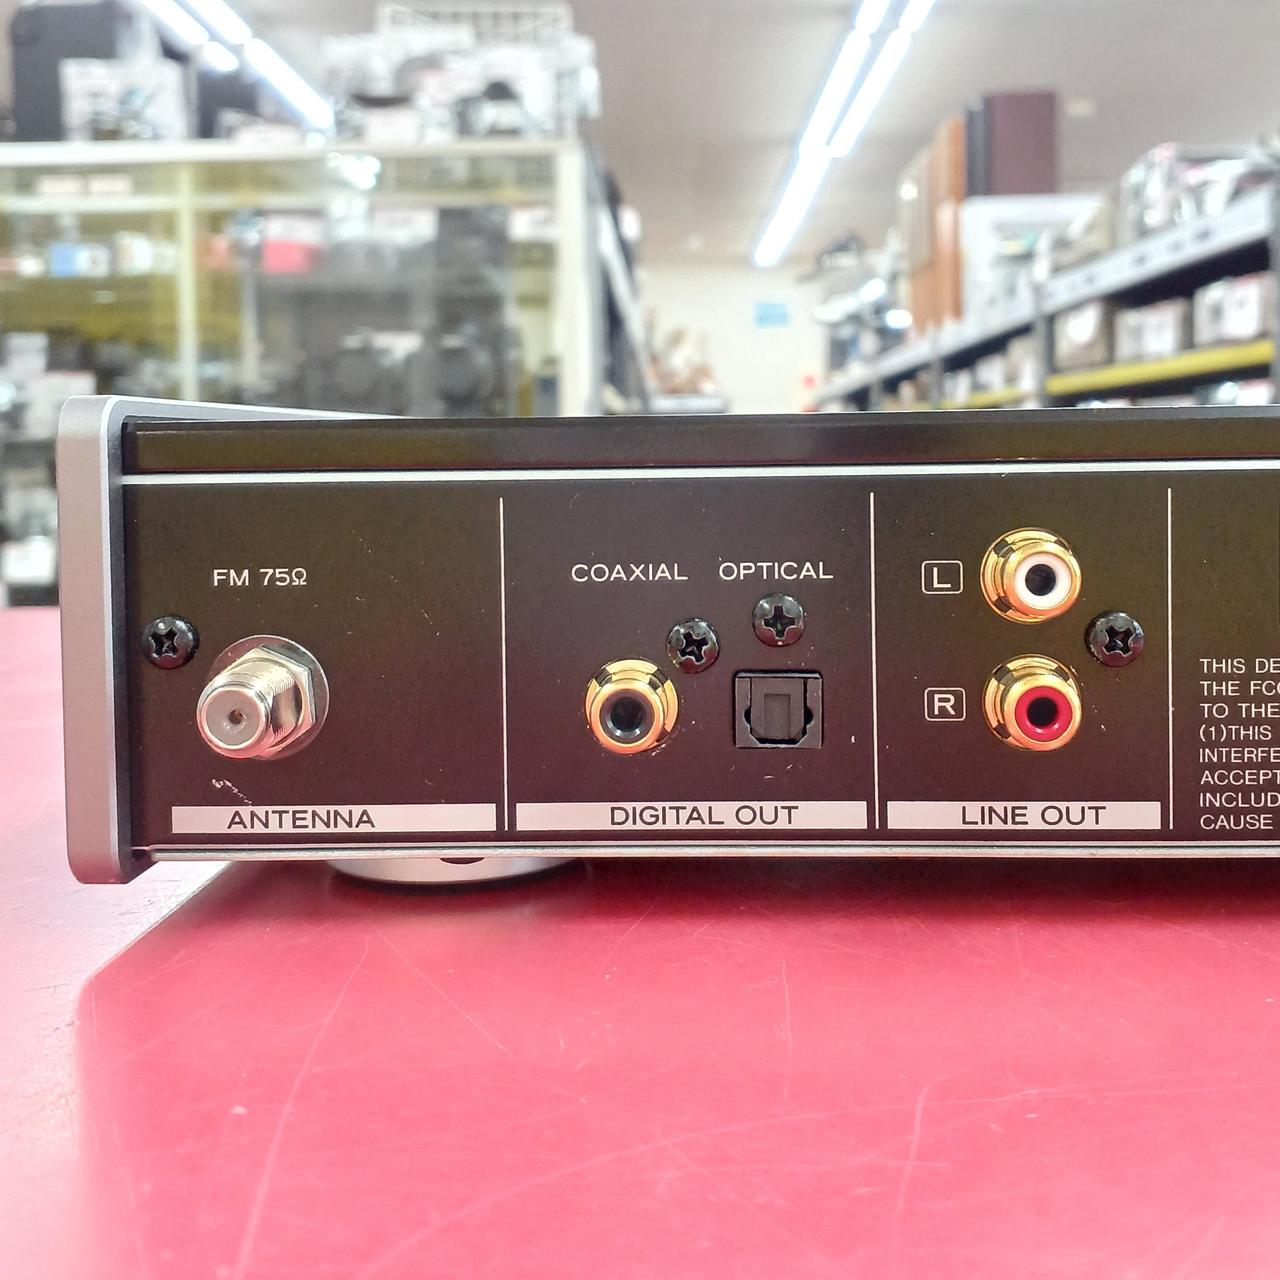 FM 75Ω
ANTENNA
COAXIAL OPTICAL
DIGITAL OUT
L
R
LINE OUT
THIS DE
THE FCC
TO THE
(1)THIS
INTERFE
ACCEPT
INCLUD
CAUSE